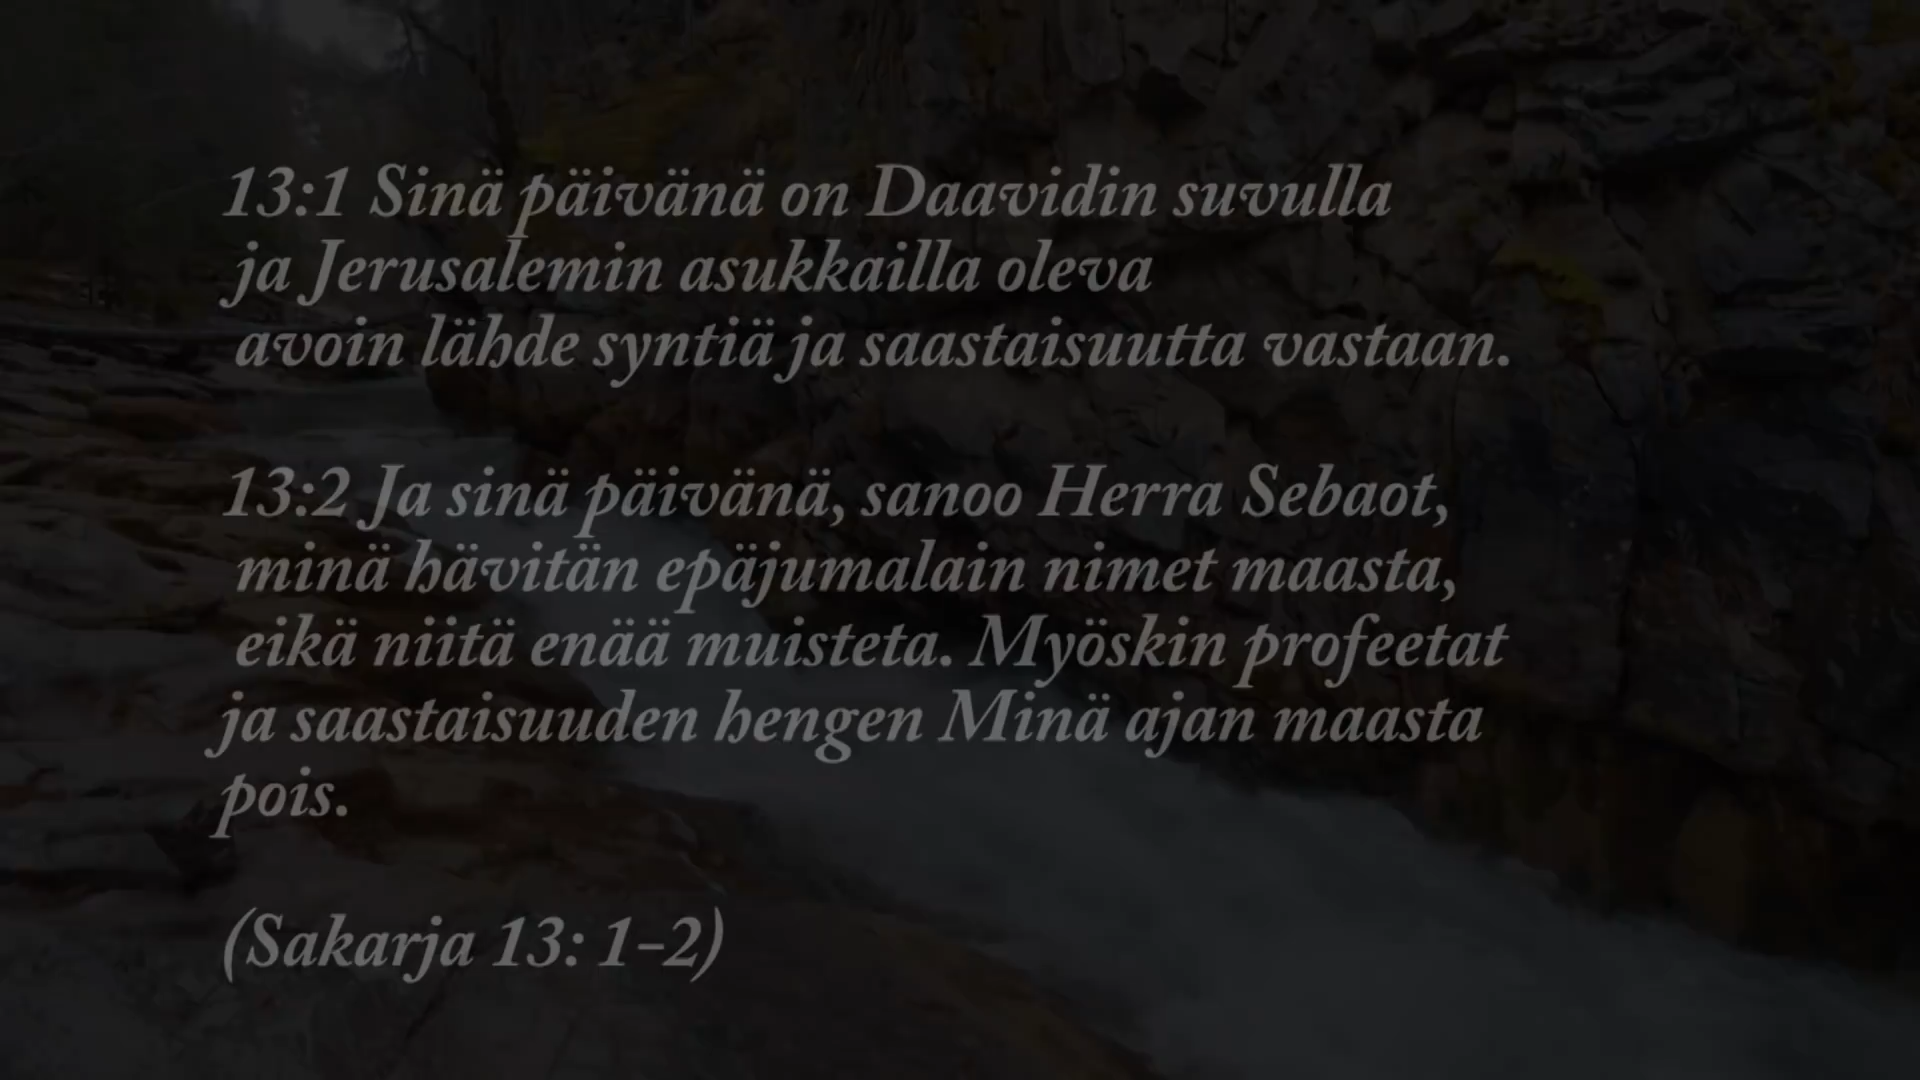 13:1 Sinä päivänä on Daavidin suvulla
ja Jerusalemin asukkailla oleva
avoin lähde syntiä ja saastaisuutta vastaan.
13:2 Ja sinä päivänä, sanoo Herra Sebaot,
minä hävitän epäjumalain nimet maasta,
eikä niitä enää muisteta. Myöskin profeetat
ja saastaisuuden hengen Minä ajan maasta
pois.
(Sakarja 13: 1-2)